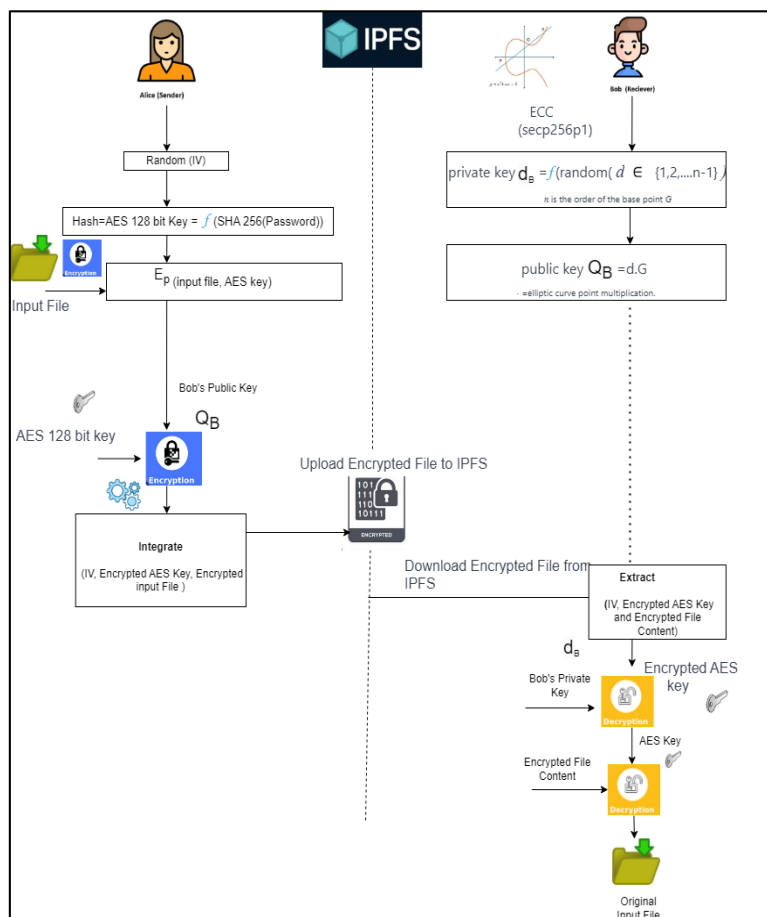 IPFS
Alice (Sender)
Bob (Reciever)
ECC
(secp256p1)
Random (IV)
private key dB =f(random( d ∈ {1,2,....n-1} )
n is the order of the base point G
Hash=AES 128 bit Key = f (SHA 256(Password))
Encryption
Ep (input file, AES key)
Input File
public key QB =d.G
· =elliptic curve point multiplication.
Bob's Public Key
QB
AES 128 bit key
Encryption
Upload Encrypted File to IPFS
101
111
110
10111
ENCRYPTED
Integrate
(IV, Encrypted AES Key, Encrypted
input File )
Download Encrypted File from
IPFS
Extract
(IV, Encrypted AES Key
and Encrypted File
Content)
dB
Bob's Private
Key
Encrypted AES
key
Decryption
AES Key
Encrypted File
Content
Decryption
Original
Input File